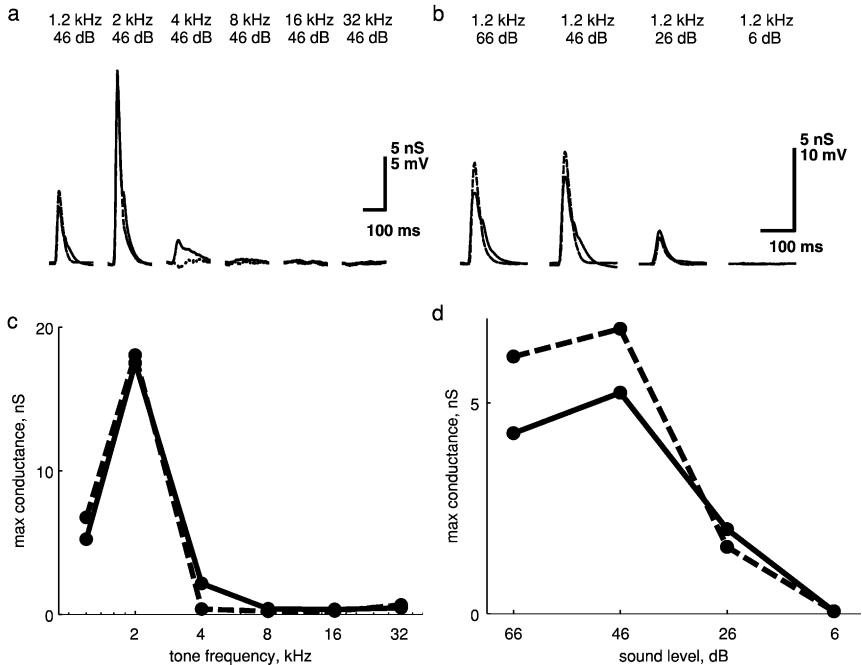 a
1.2 kHz 2 kHz 4 kHz 8 kHz 16 kHz 32 kHz
46 dB 46 dB 46 dB 46 dB 46 dB 46 dB
5 nS
5 mV
100 ms
b
1.2 kHz 1.2 kHz 1.2 kHz 1.2 kHz
66 dB 46 dB 26 dB 6 dB
5 nS
10 mV
100 ms
c
20
10
0
max conductance, nS
2 4 8 16 32
tone frequency, kHz
d
5
0
max conductance, nS
66 46 26 6
sound level, dB